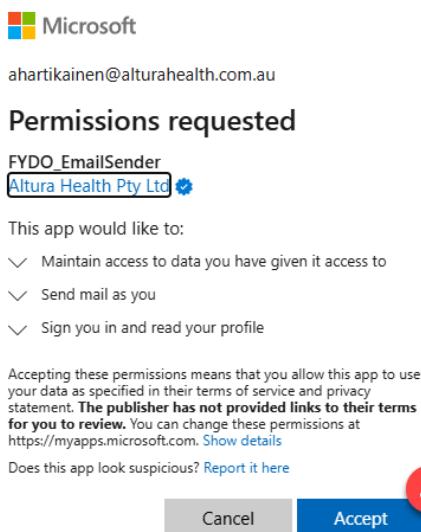 Microsoft
ahartikainen@alturahealth.com.au
Permissions requested
FYDO_EmailSender
Altura Health Pty Ltd
This app would like to:
Maintain access to data you have given it access to
Send mail as you
Sign you in and read your profile
Accepting these permissions means that you allow this app to use
your data as specified in their terms of service and privacy
statement. The publisher has not provided links to their terms
for you to review. You can change these permissions at
https://myapps.microsoft.com. Show details
Does this app look suspicious? Report it here
Cancel
Accept